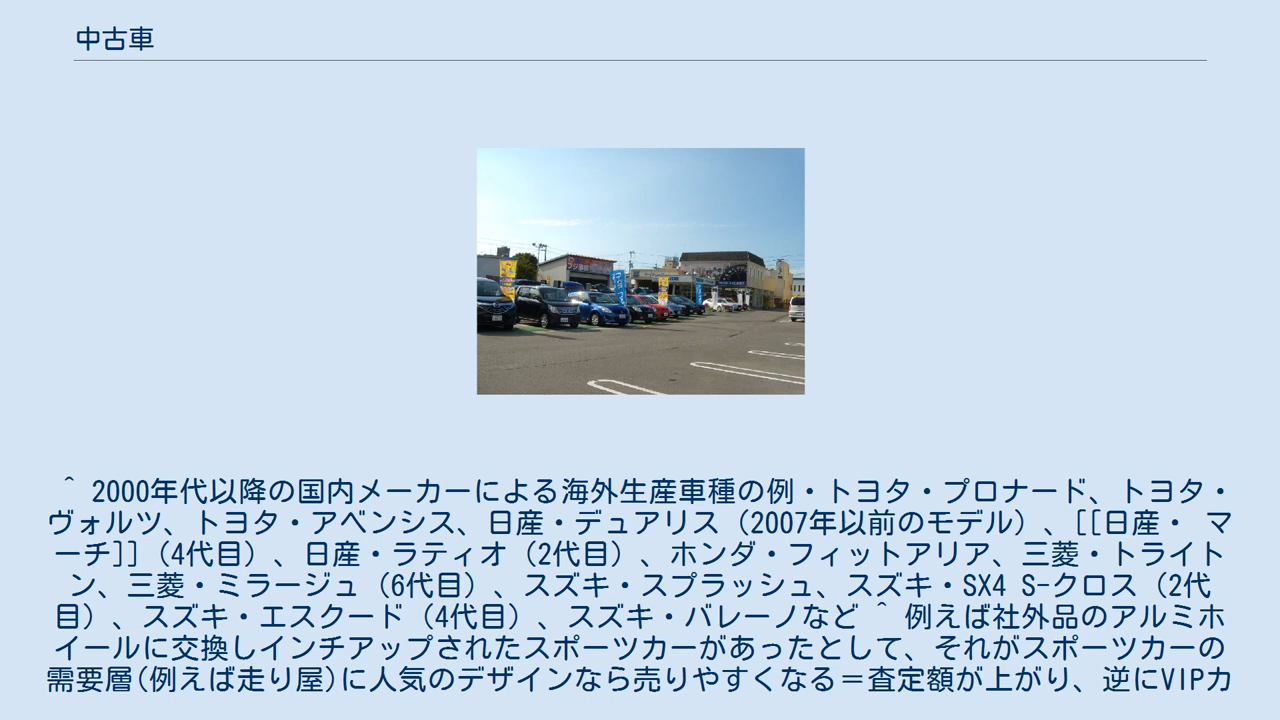 中古車
^ 2000年代以降の国内メーカーによる海外生産車種の例・トヨタ・プロナード、トヨタ・
ヴォルツ、トヨタ・アベンシス、日産・デュアリス（2007年以前のモデル）、[[日産・ マ
ーチ]]（4代目）、日産・ラティオ（2代目）、ホンダ・フィットアリア、三菱・トライト
ン、三菱・ミラージュ（6代目）、スズキ・スプラッシュ、スズキ・SX4 S-クロス（2代
目）、スズキ・エスクード（4代目）、スズキ・バレーノなど ^ 例えば社外品のアルミホ
イールに交換しインチアップされたスポーツカーがあったとして、それがスポーツカーの
需要層(例えば走り屋)に人気のデザインなら売りやすくなる＝査定額が上がり、逆にVIPカ